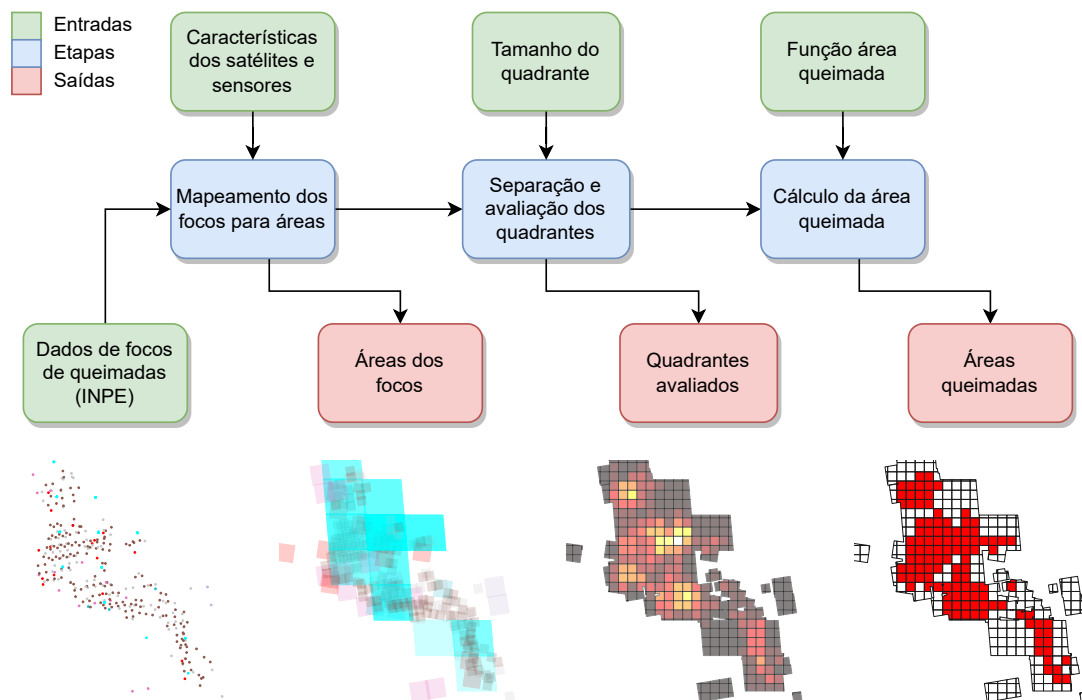 Entradas
Etapas
Saídas
Características
dos satélites e
sensores
Tamanho do
quadrante
Função área
queimada
Mapeamento dos
focos para áreas
Separação e
avaliação dos
quadrantes
Cálculo da área
queimada
Dados de focos
de queimadas
(INPE)
Áreas dos
focos
Quadrantes
avaliados
Áreas
queimadas